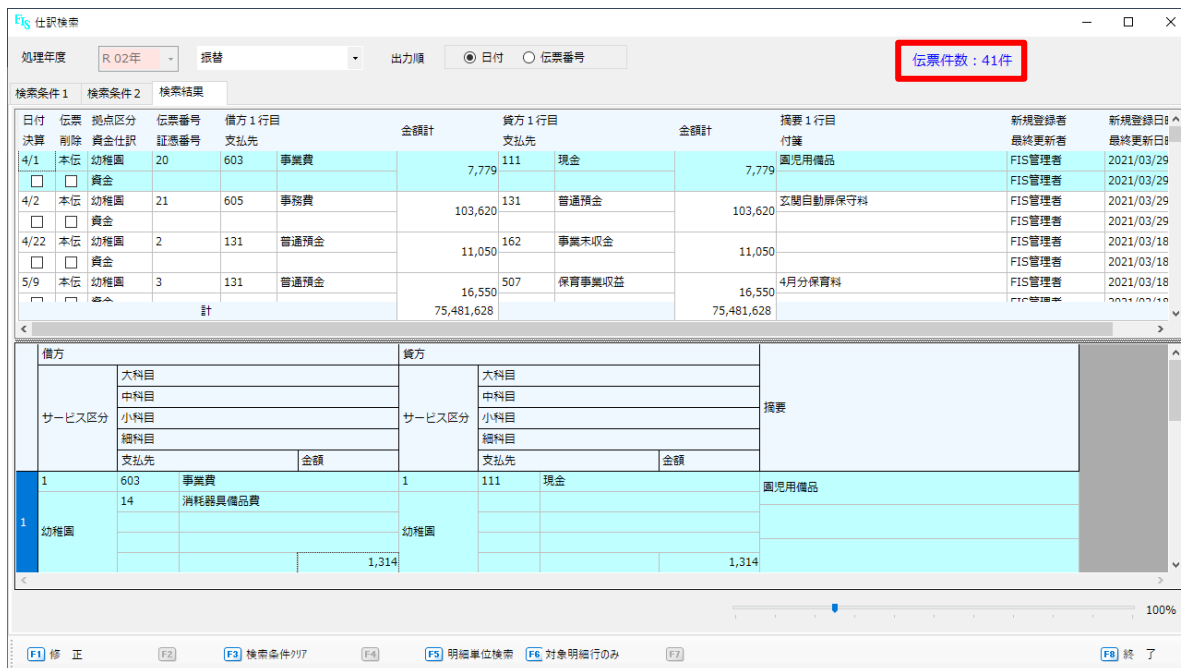 FIS 仕訳検索
処理年度 R 02年 振替 出力順 日付 伝票番号 伝票件数：41件
検索条件1 検索条件2 検索結果
日付 伝票 拠点区分 伝票番号 借方1行目 金額計 貸方1行目 金額計 摘要1行目 新規登録者 新規登録日時
決算 削除 資金仕訳 証憑番号 支払先 支払先 付箋 最終更新者 最終更新日時
4/1 本伝 幼稚園 20 603 事業費 7,779 111 現金 7,779 園児用備品 FIS管理者 2021/03/29
資金 FIS管理者 2021/03/29
4/2 本伝 幼稚園 21 605 事務費 103,620 131 普通預金 103,620 玄関自動扉保守料 FIS管理者 2021/03/29
資金 FIS管理者 2021/03/29
4/22 本伝 幼稚園 2 131 普通預金 11,050 162 事業未収金 11,050 FIS管理者 2021/03/18
資金 FIS管理者 2021/03/18
5/9 本伝 幼稚園 3 131 普通預金 16,550 507 保育事業収益 16,550 4月分保育料 FIS管理者 2021/03/18
資金 FIS管理者 2021/03/18
計 75,481,628 75,481,628
借方 貸方
サービス区分 大科目 サービス区分 大科目 摘要
中科目 中科目
小科目 小科目
細科目 細科目
支払先 金額 支払先 金額
1 1 603 事業費 1 111 現金 園児用備品
14 消耗器具備品費
幼稚園 幼稚園
1,314 1,314
100%
F1 修 正 F2 F3 検索条件クリア F4 F5 明細単位検索 F6 対象明細行のみ F7 F8 終 了